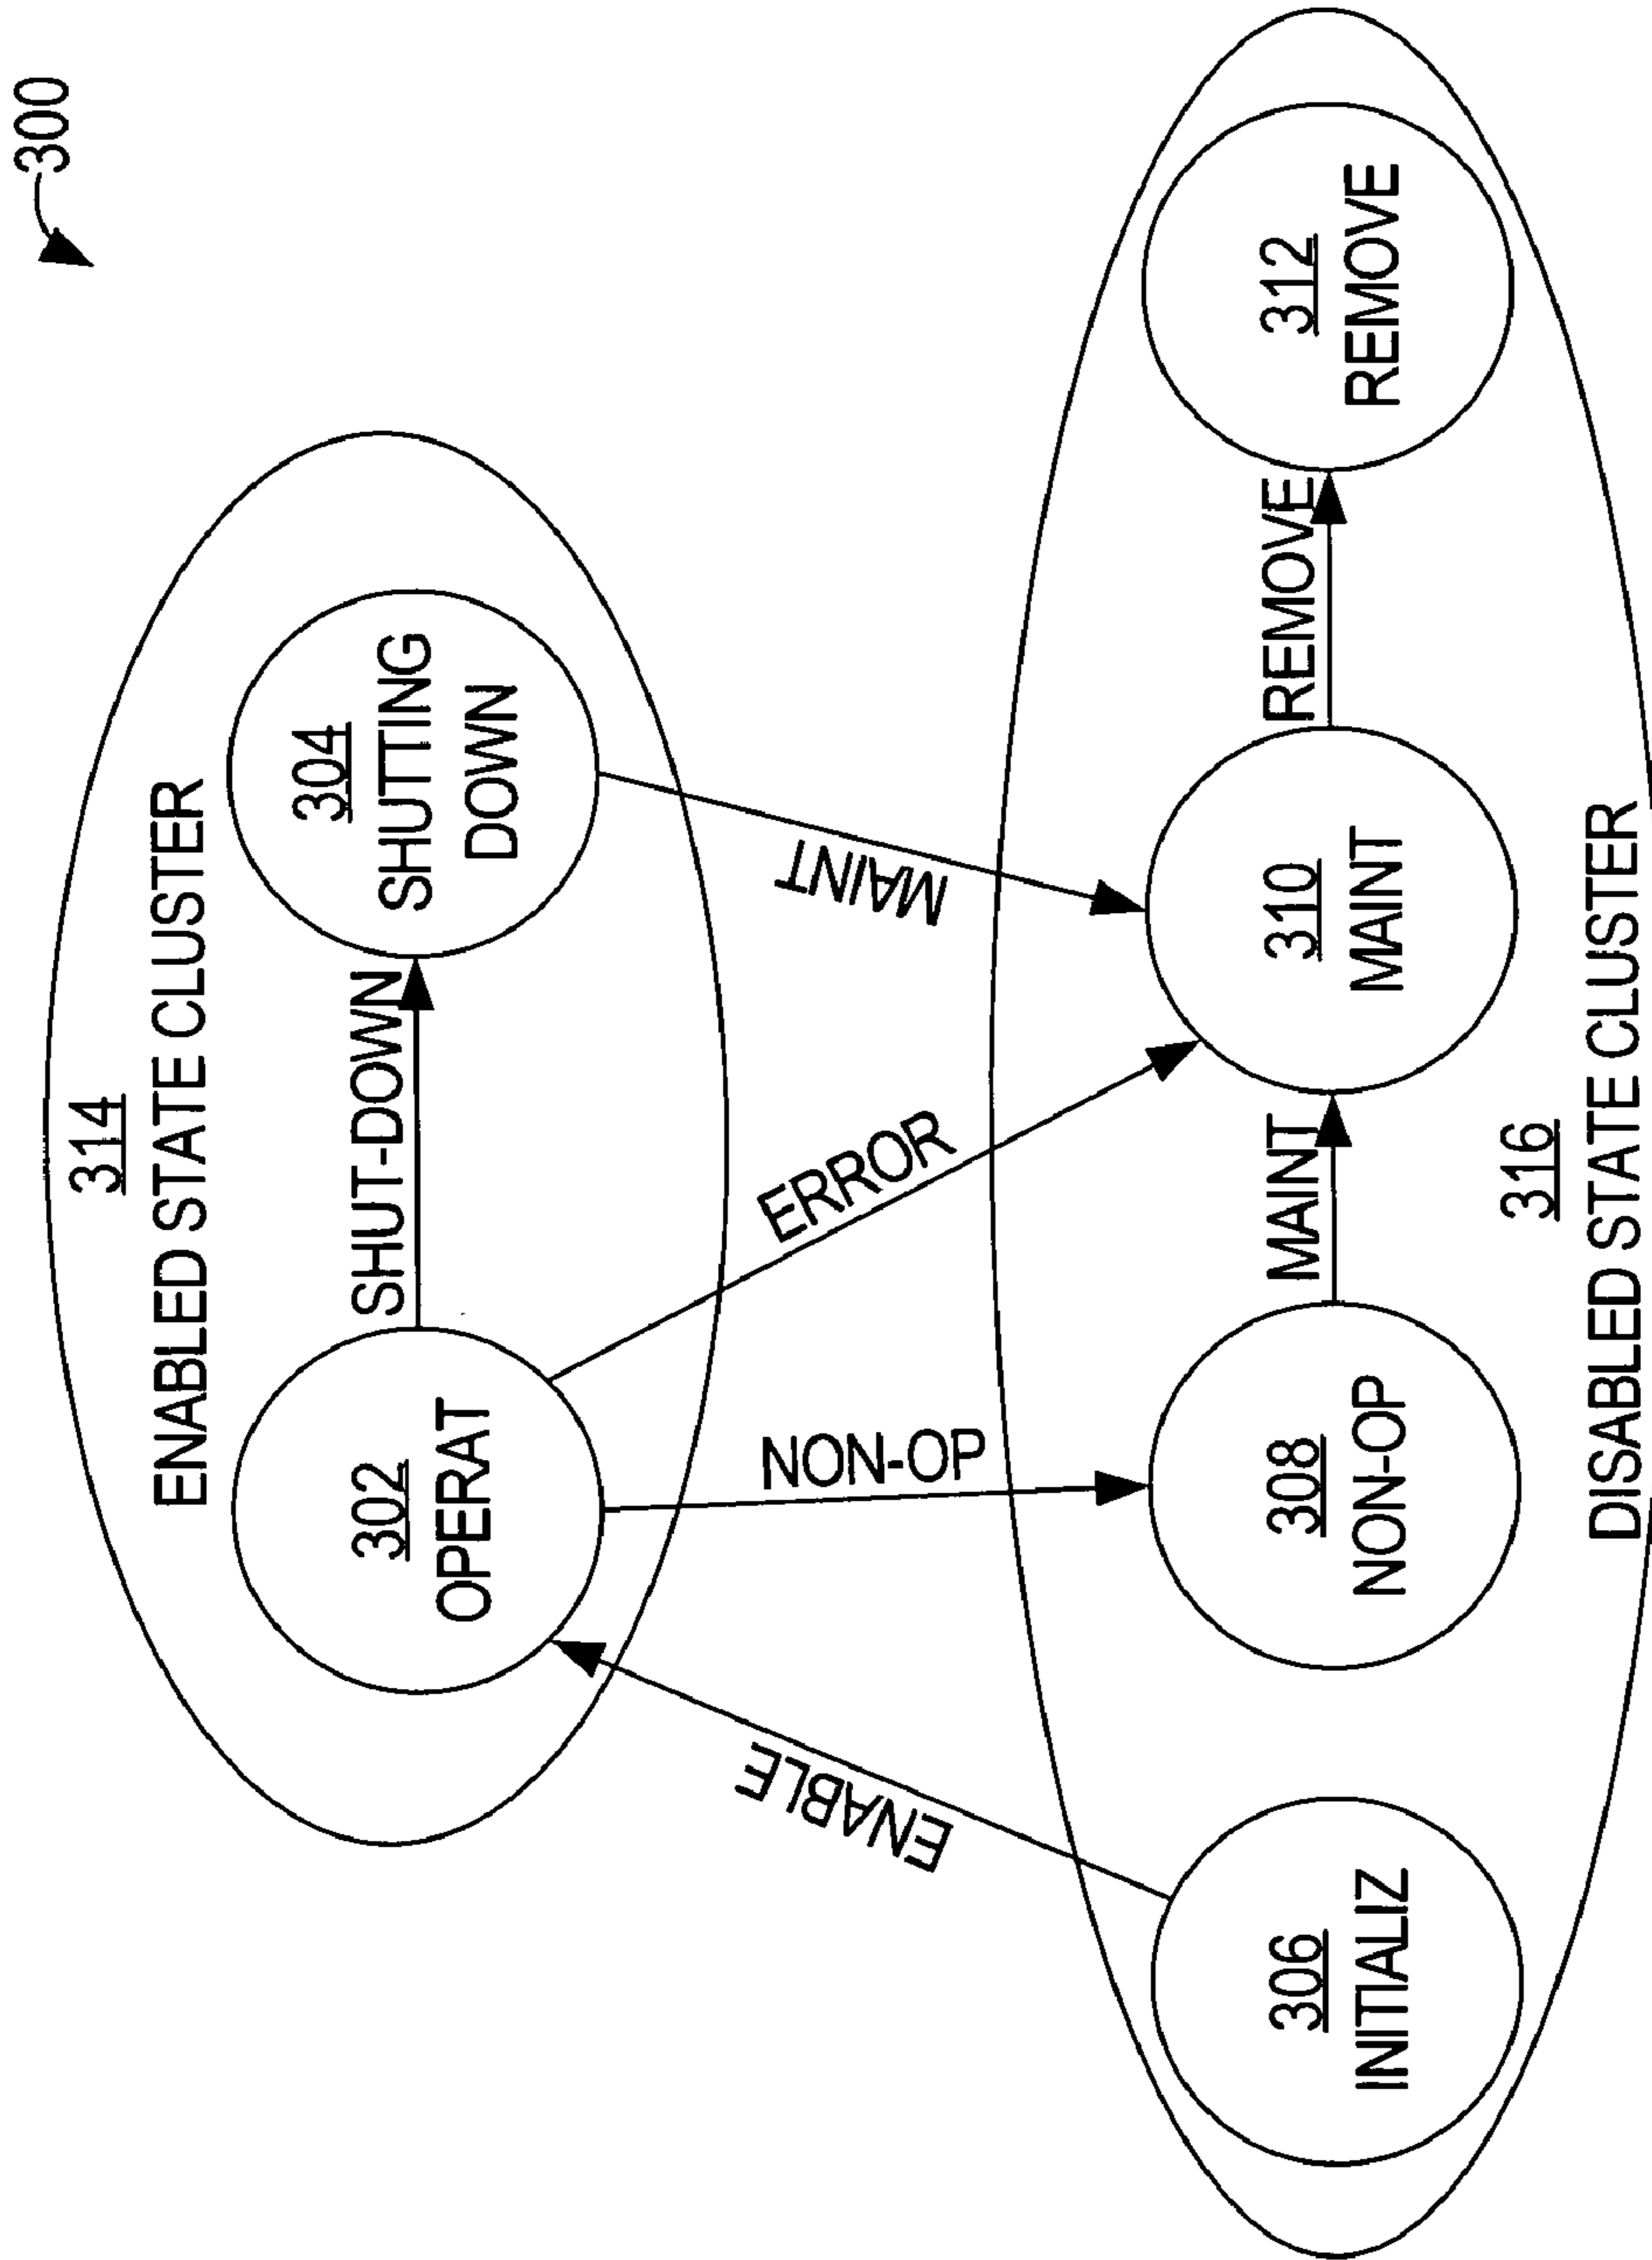 300
314
ENABLED STATE CLUSTER
302
OPERAT
SHUT-DOWN
304
SHUTTING
DOWN
ENABLE
NON-OP
ERROR
MAINT
306
INITIALIZ
308
NON-OP
MAINT
310
MAINT
REMOVE
312
REMOVE
316
DISABLED STATE CLUSTER